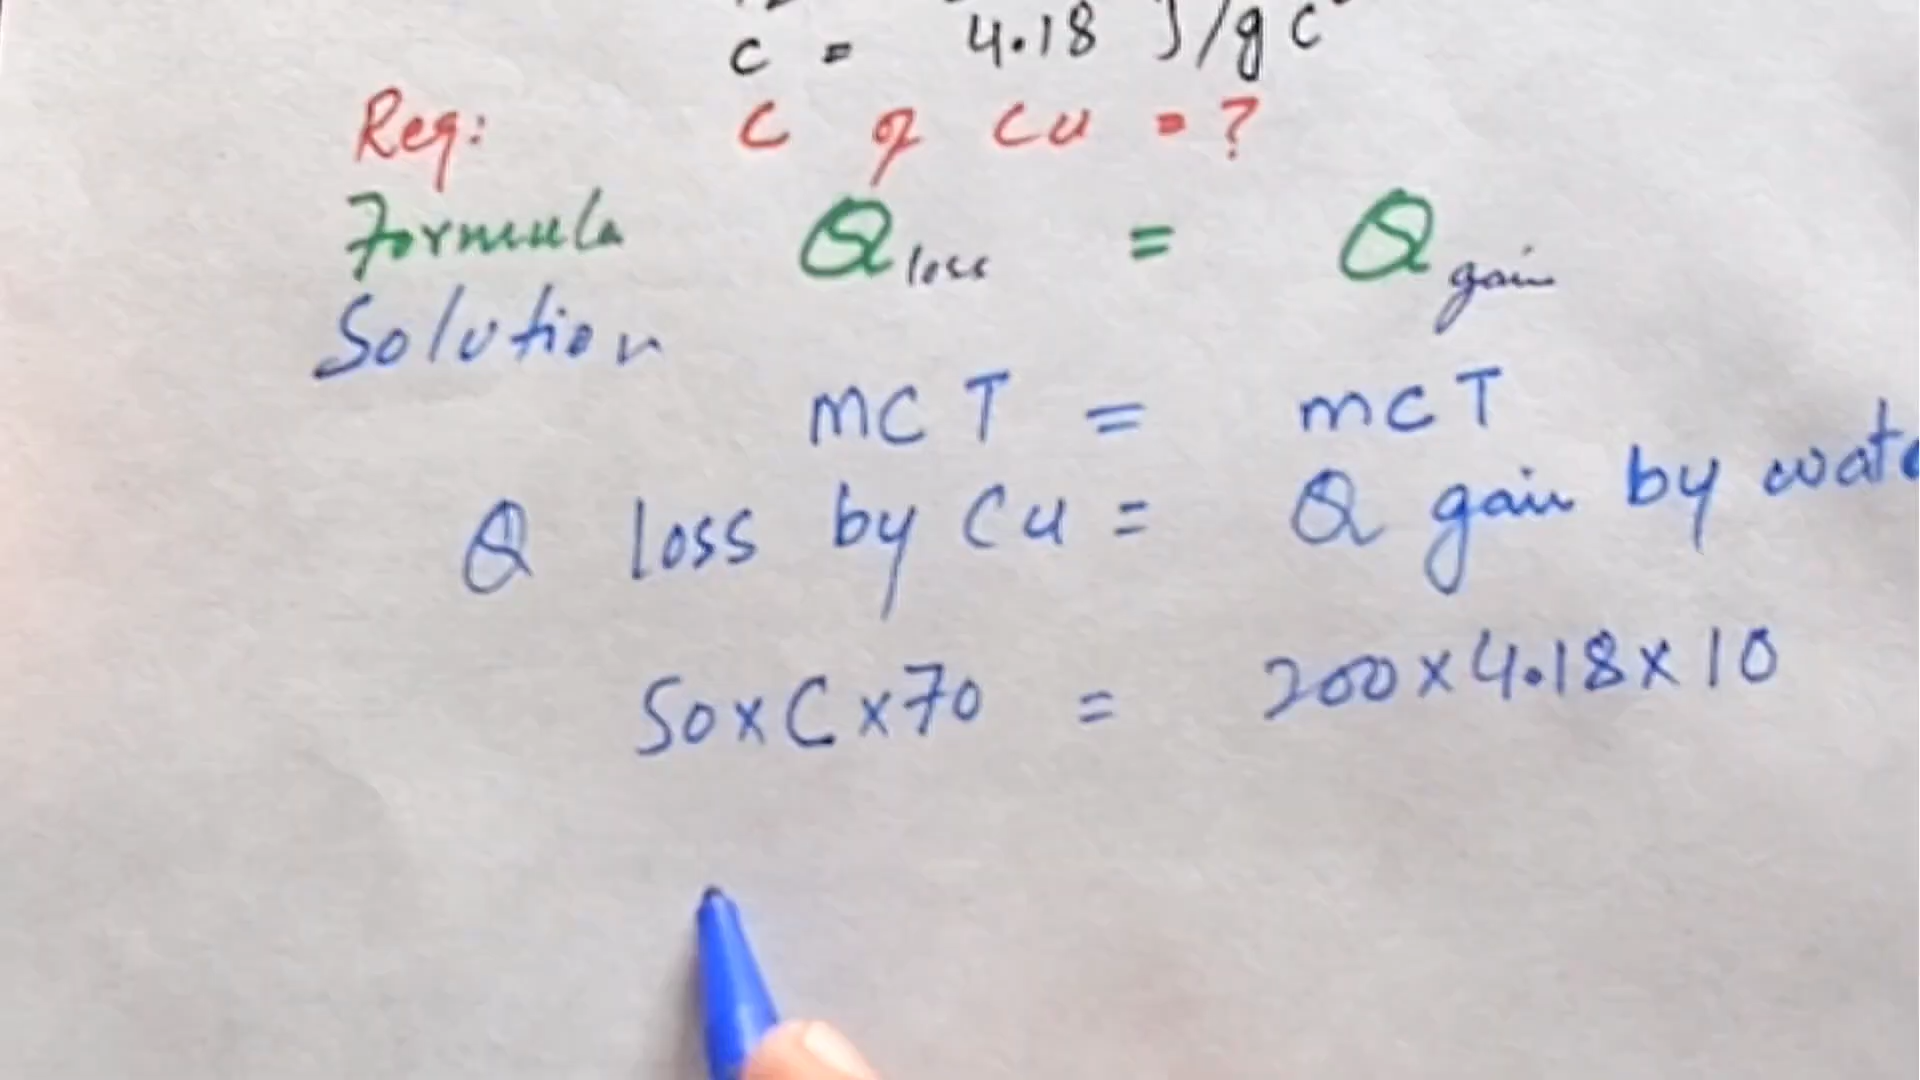 c = 4.18 J/g c°
Req: C of Cu = ?
Formula Q loss = Q gain
Solution
mcT = mcT
Q loss by Cu = Q gain by wate
50 x C x 70 = 200 x 4.18 x 10